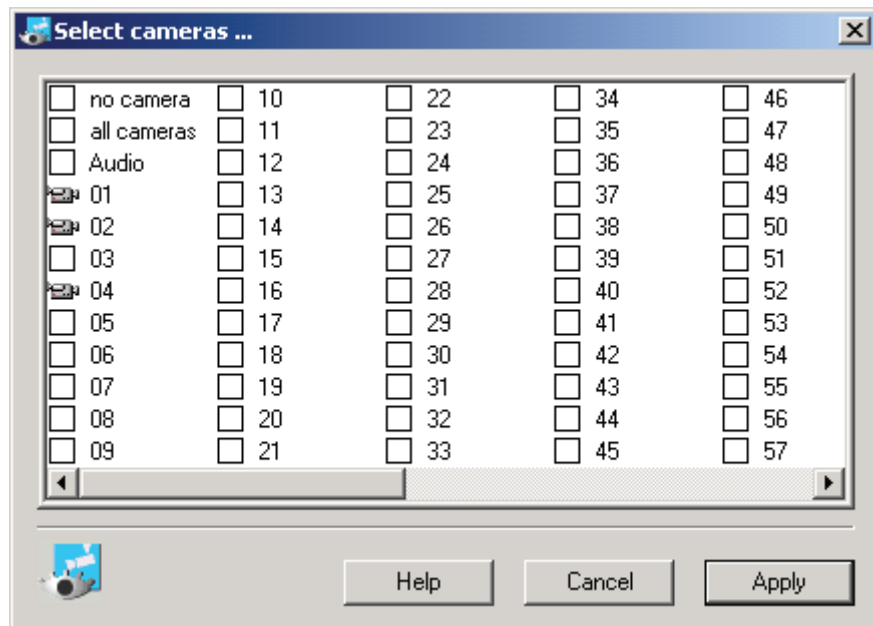 Select cameras ...
no camera 10 22 34 46
all cameras 11 23 35 47
Audio 12 24 36 48
01 13 25 37 49
02 14 26 38 50
03 15 27 39 51
04 16 28 40 52
05 17 29 41 53
06 18 30 42 54
07 19 31 43 55
08 20 32 44 56
09 21 33 45 57
Help Cancel Apply